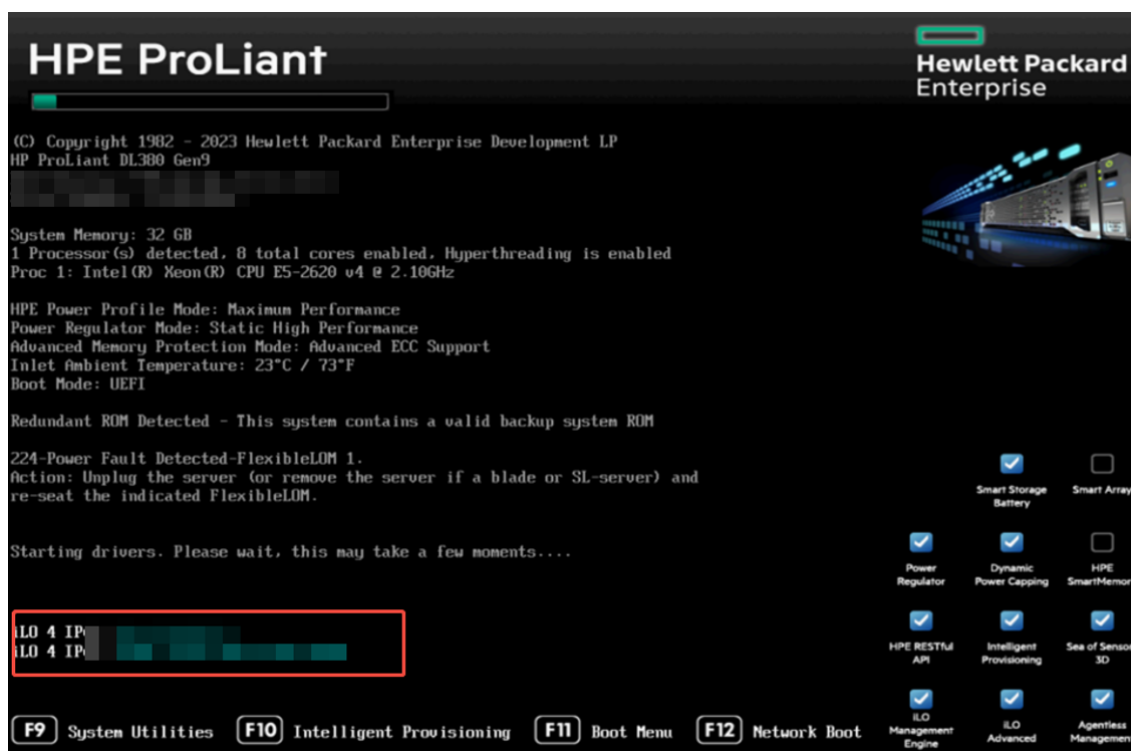 HPE ProLiant
Hewlett Packard
Enterprise
(C) Copyright 1982 - 2023 Hewlett Packard Enterprise Development LP
HP ProLiant DL380 Gen9
System Memory: 32 GB
1 Processor(s) detected, 8 total cores enabled, Hyperthreading is enabled
Proc 1: Intel(R) Xeon(R) CPU E5-2620 v4 @ 2.10GHz
HPE Power Profile Mode: Maximum Performance
Power Regulator Mode: Static High Performance
Advanced Memory Protection Mode: Advanced ECC Support
Inlet Ambient Temperature: 23°C / 73°F
Boot Mode: UEFI
Redundant ROM Detected - This system contains a valid backup system ROM
224-Power Fault Detected-FlexibleLOM 1.
Action: Unplug the server (or remove the server if a blade or SL-server) and
re-seat the indicated FlexibleLOM.
Starting drivers. Please wait, this may take a few moments....
iLO 4 IP
iLO 4 IP
Smart Storage
Battery
Smart Array
Power
Regulator
Dynamic
Power Capping
HPE
SmartMemor
HPE RESTful
API
Intelligent
Provisioning
Sea of Sensor
3D
iLO
Management
Engine
iLO
Advanced
Agentless
Management
F9 System Utilities F10 Intelligent Provisioning F11 Boot Menu F12 Network Boot